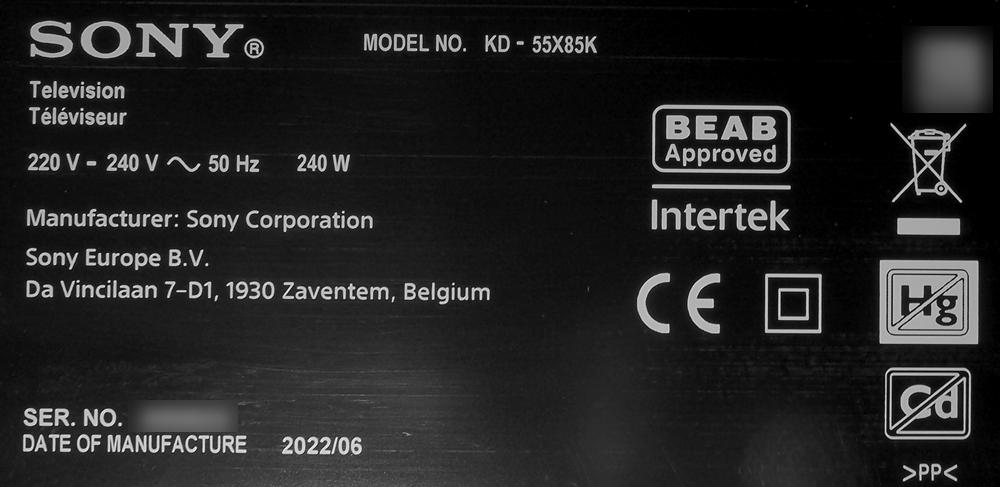 SONY®
MODEL NO. KD - 55X85K
Television
Téléviseur
220 V - 240 V ~ 50 Hz 240 W
Manufacturer: Sony Corporation
Sony Europe B.V.
Da Vincilaan 7–D1, 1930 Zaventem, Belgium
BEAB
Approved
Intertek
CE
Hg
Cd
SER. NO.
DATE OF MANUFACTURE 2022/06
>PP<